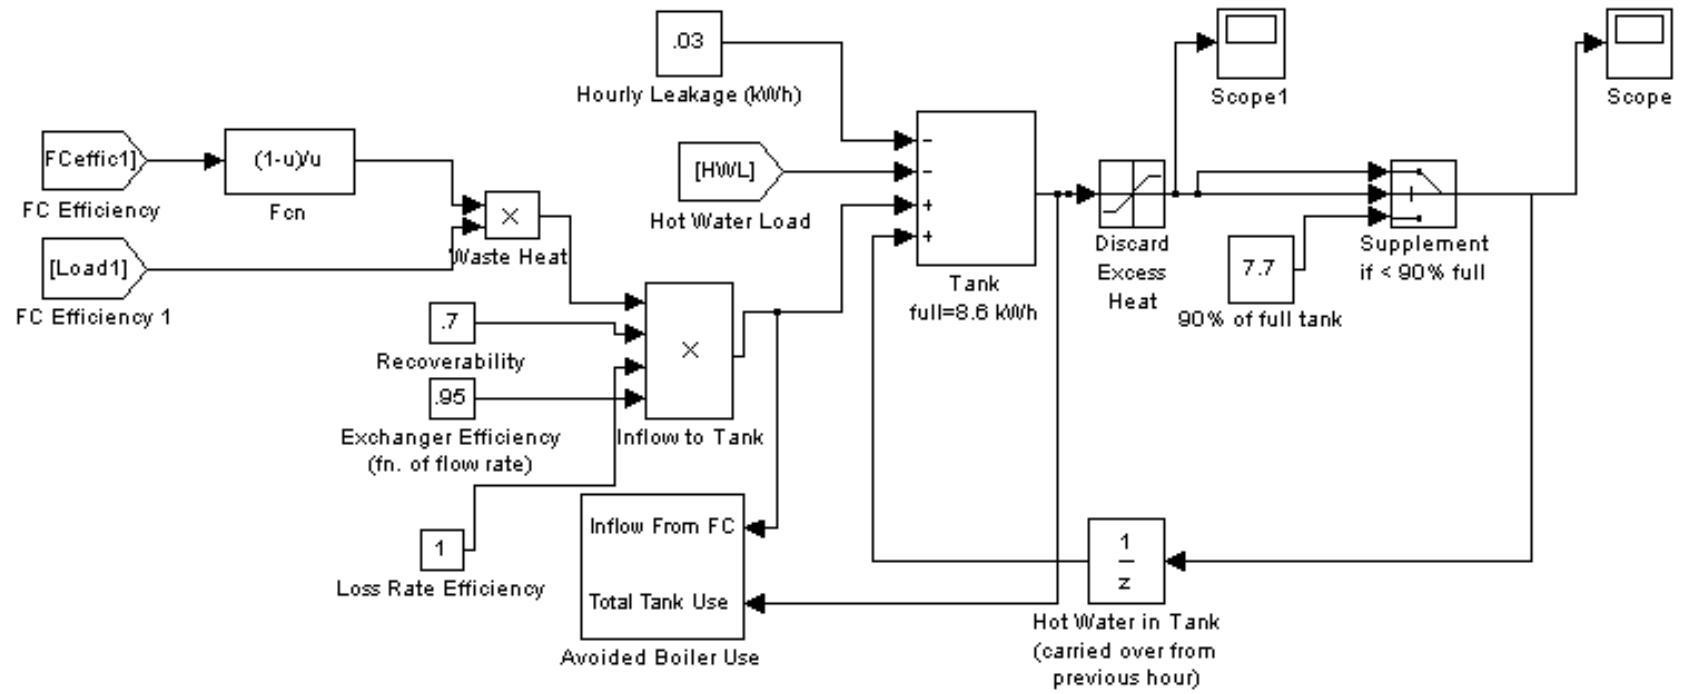 .03
Hourly Leakage (kWh)
Scope1
Scope
FCeffic1]
FC Efficiency
(1-u)/u
Fcn
[HWL]
Hot Water Load
−
−
+
+
Tank
full=8.6 kWh
Discard
Excess
Heat
Supplement
if < 90% full
7.7
90% of full tank
×
Waste Heat
[Load1]
FC Efficiency 1
.7
Recoverability
.95
Exchanger Efficiency
(fn. of flow rate)
×
Inflow to Tank
1
Loss Rate Efficiency
Inflow From FC
Total Tank Use
Avoided Boiler Use
1
z
Hot Water in Tank
(carried over from
previous hour)